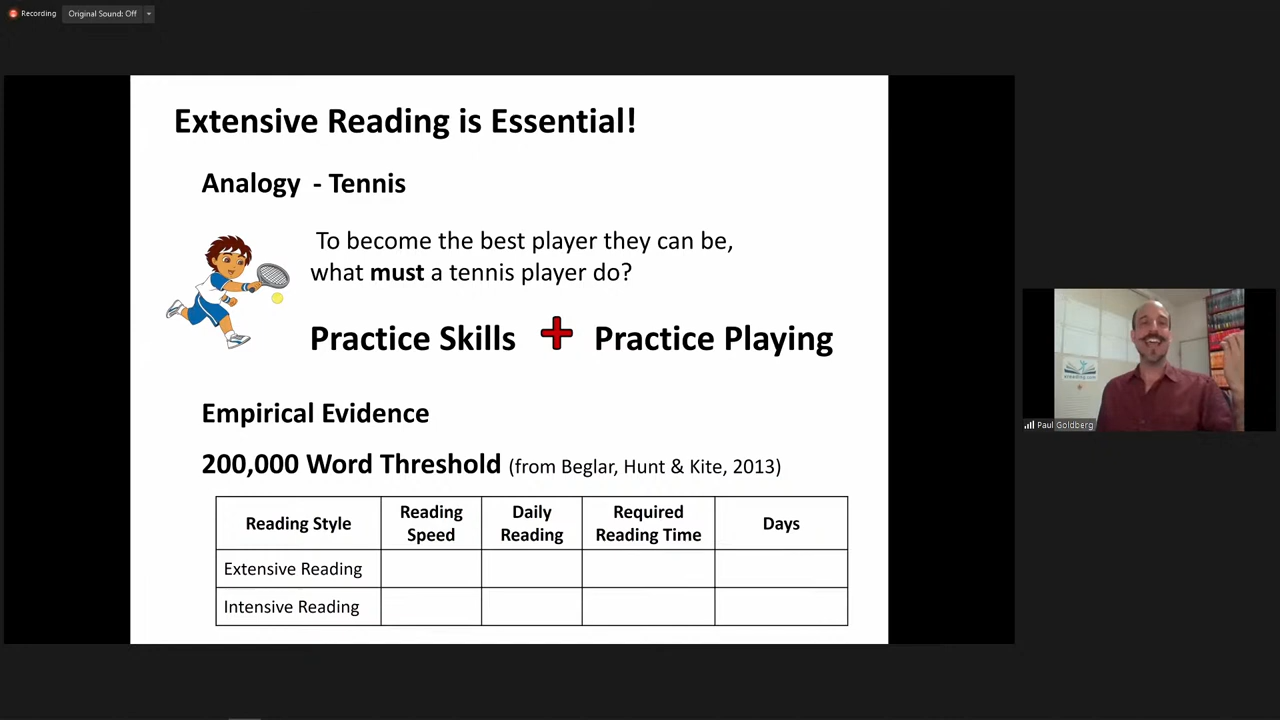 Recording
Original Sound: Off
Extensive Reading is Essential!
Analogy - Tennis
To become the best player they can be,
what must a tennis player do?
Practice Skills + Practice Playing
Empirical Evidence
200,000 Word Threshold (from Beglar, Hunt & Kite, 2013)
Reading Style
Reading
Speed
Daily
Reading
Required
Reading Time
Days
Extensive Reading
Intensive Reading
xreading.com
Paul Goldberg